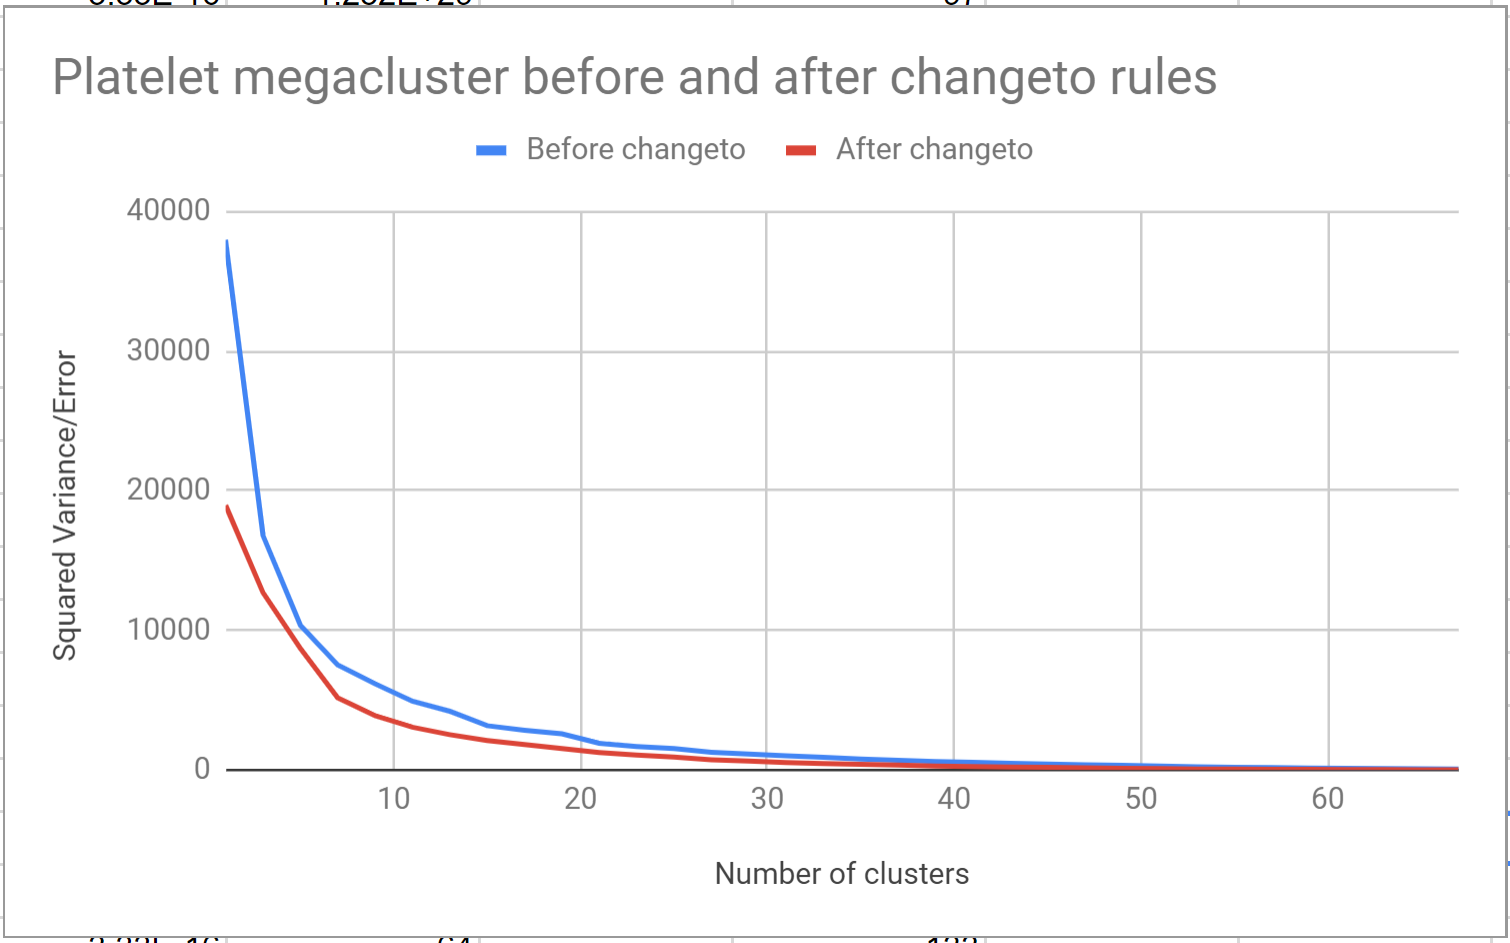 Platelet megacluster before and after changeto rules
Before changeto After changeto
40000
30000
20000
10000
0
Squared Variance/Error
10 20 30 40 50 60
Number of clusters